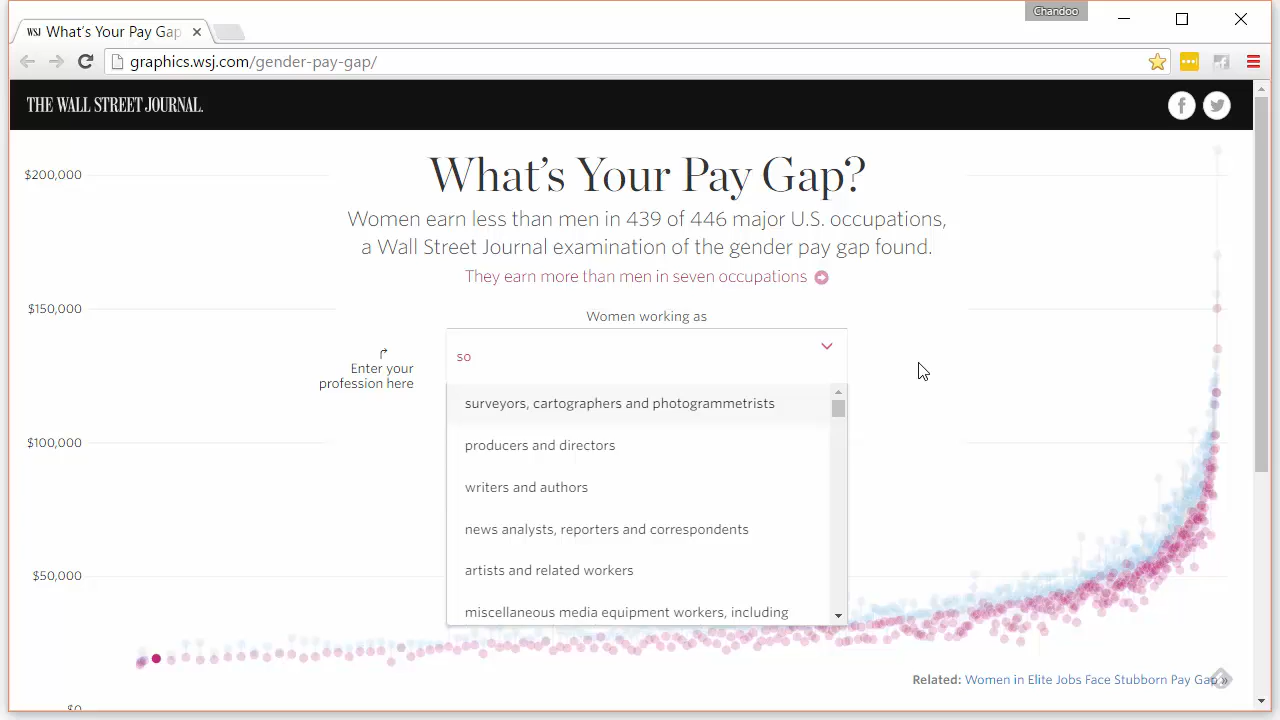 Chandoo
WSJ What's Your Pay Gap
graphics.wsj.com/gender-pay-gap/
THE WALL STREET JOURNAL.
What's Your Pay Gap?
Women earn less than men in 439 of 446 major U.S. occupations,
a Wall Street Journal examination of the gender pay gap found.
They earn more than men in seven occupations
Women working as
so
Enter your
profession here
surveyors, cartographers and photogrammetrists
producers and directors
writers and authors
news analysts, reporters and correspondents
artists and related workers
miscellaneous media equipment workers, including
$200,000
$150,000
$100,000
$50,000
$0
Related: Women in Elite Jobs Face Stubborn Pay Gap »